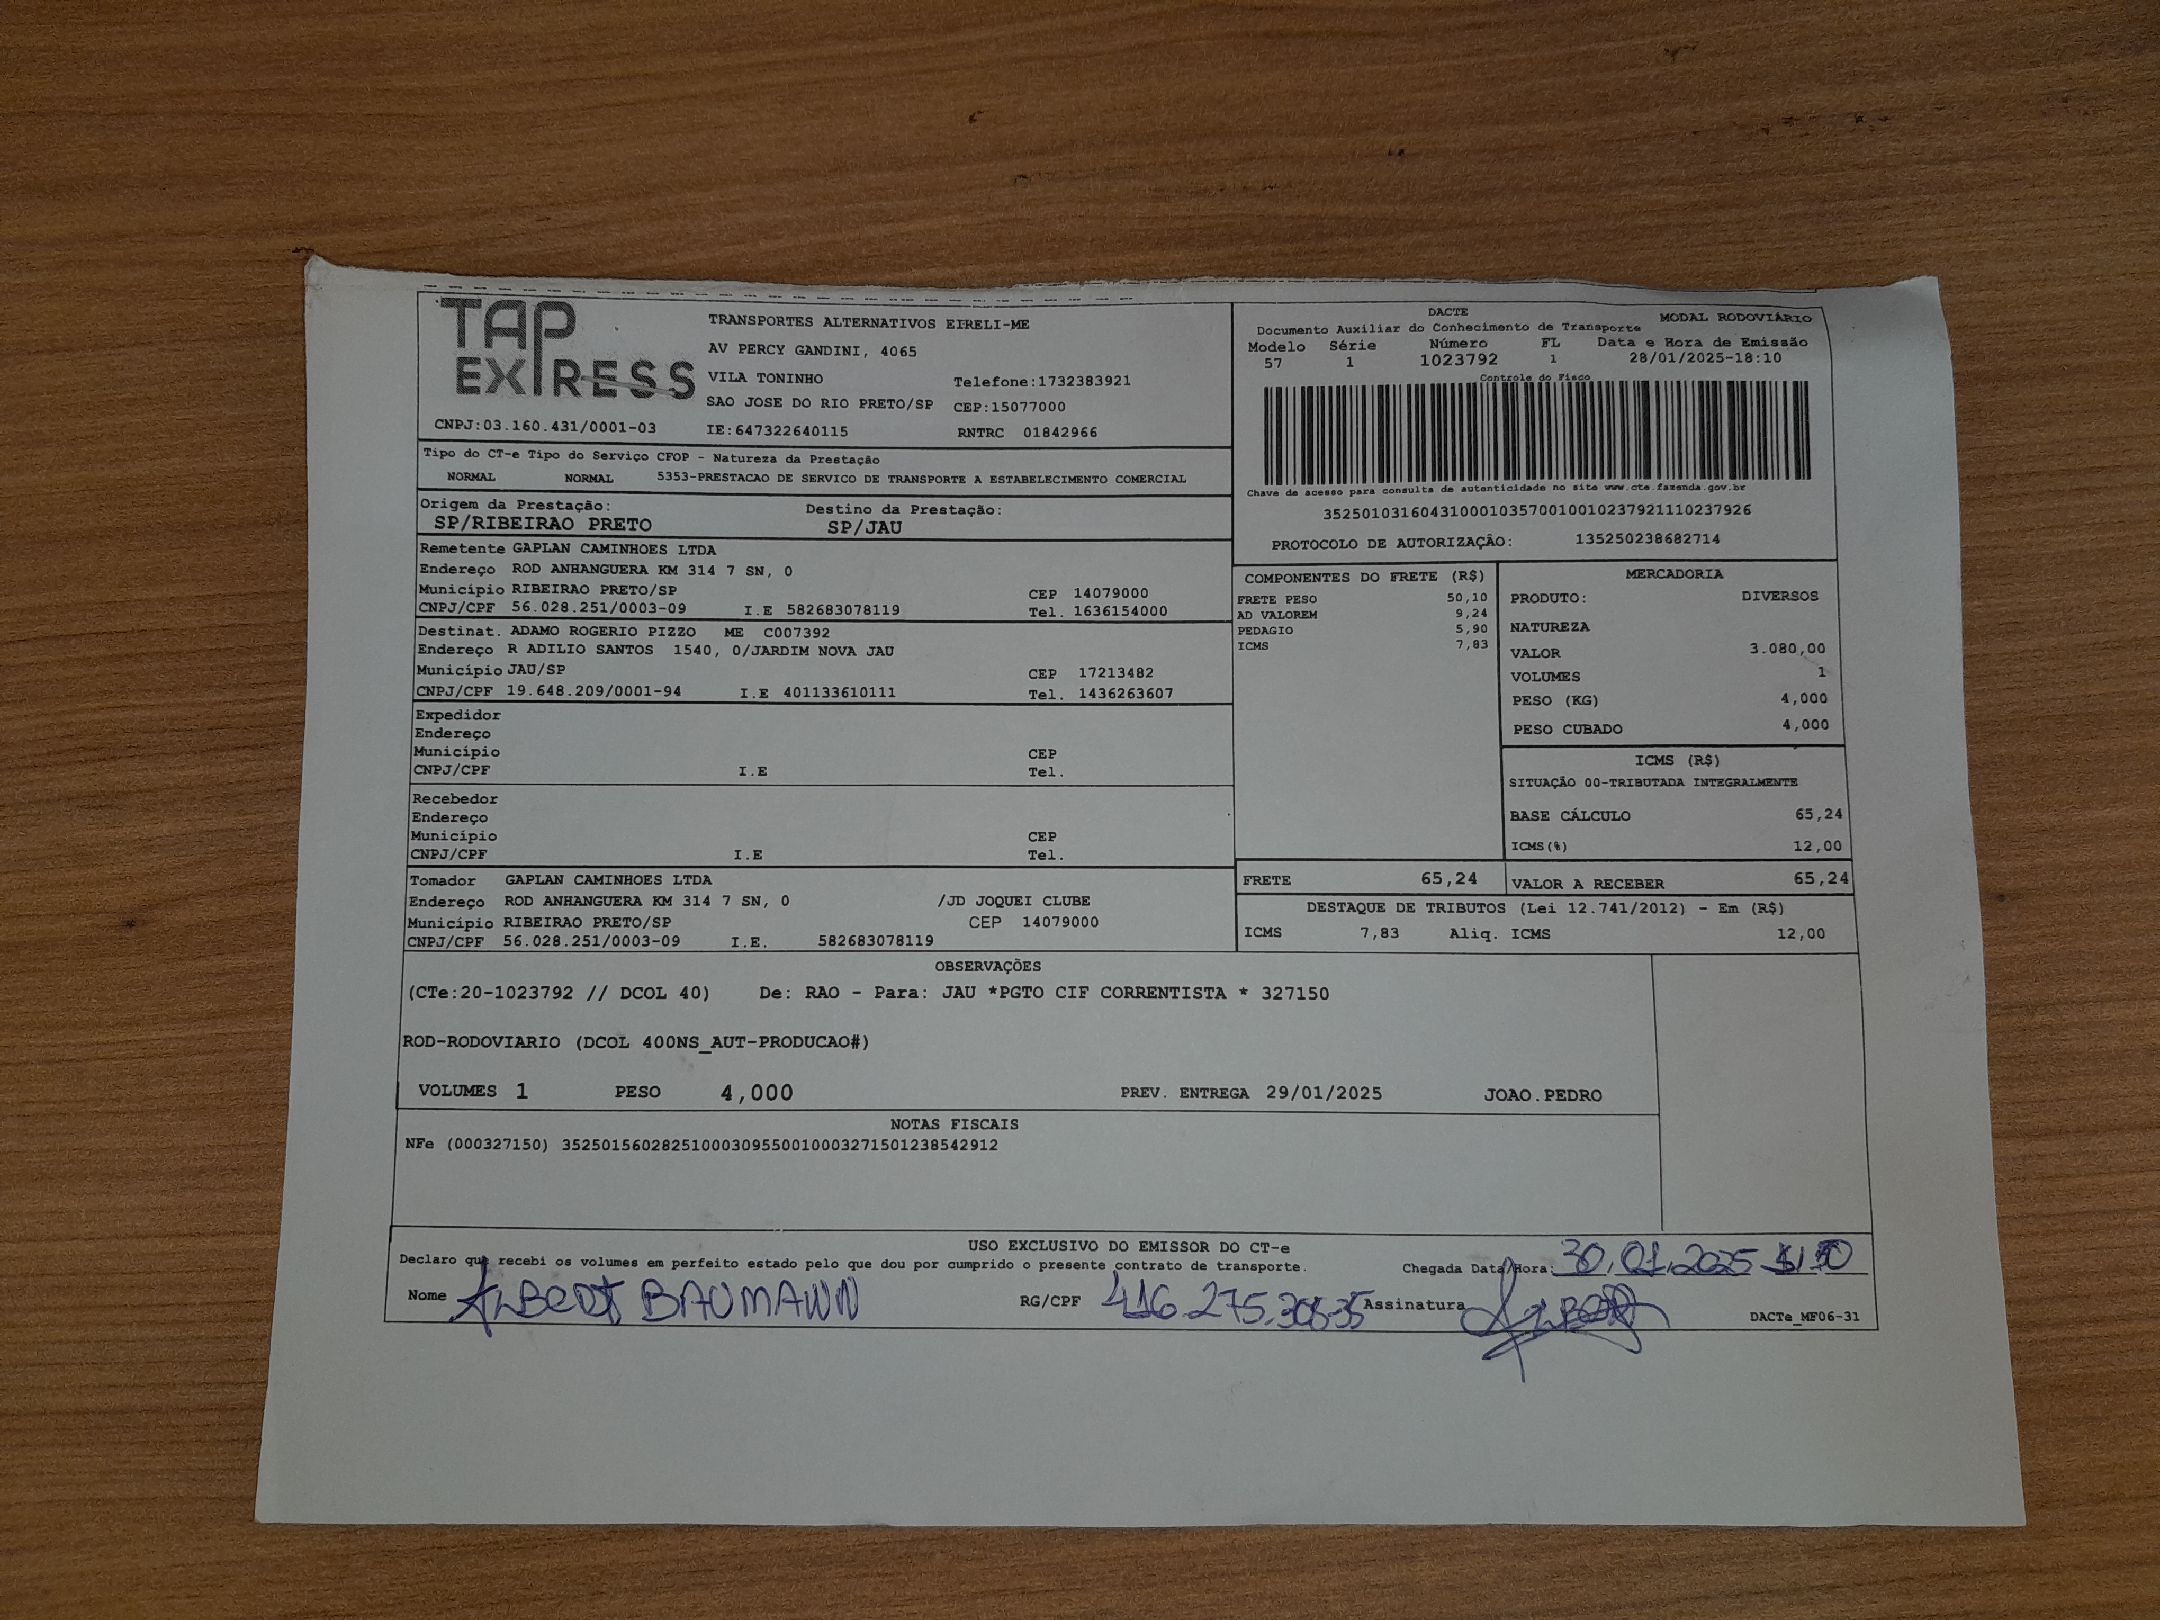 TAP EXPRESS
TRANSPORTES ALTERNATIVOS EIRELI-ME
AV PERCY GANDINI, 4065
VILA TONINHO Telefone:1732383921
SAO JOSE DO RIO PRETO/SP CEP:15077000
CNPJ:03.160.431/0001-03 IE:647322640115 RNTRC 01842966
DACTE MODAL RODOVIÁRIO
Documento Auxiliar do Conhecimento de Transporte
Modelo Série Número FL Data e Hora de Emissão
57 1 1023792 1 28/01/2025-18:10
Controle do Fisco
Chave de acesso para consulta de autenticidade no site www.cte.fazenda.gov.br
35250103160431000103570010010237921110237926
PROTOCOLO DE AUTORIZAÇÃO: 135250238682714
Tipo do CT-e Tipo do Serviço CFOP - Natureza da Prestação
NORMAL NORMAL 5353-PRESTACAO DE SERVICO DE TRANSPORTE A ESTABELECIMENTO COMERCIAL
Origem da Prestação: Destino da Prestação:
SP/RIBEIRAO PRETO SP/JAU
Remetente GAPLAN CAMINHOES LTDA
Endereço ROD ANHANGUERA KM 314 7 SN, 0
Município RIBEIRAO PRETO/SP CEP 14079000
CNPJ/CPF 56.028.251/0003-09 I.E 582683078119 Tel. 1636154000
Destinat. ADAMO ROGERIO PIZZO ME C007392
Endereço R ADILIO SANTOS 1540, 0/JARDIM NOVA JAU
Município JAU/SP CEP 17213482
CNPJ/CPF 19.648.209/0001-94 I.E 401133610111 Tel. 1436263607
Expedidor
Endereço
Município CEP
CNPJ/CPF I.E Tel.
Recebedor
Endereço
Município CEP
CNPJ/CPF I.E Tel.
Tomador GAPLAN CAMINHOES LTDA
Endereço ROD ANHANGUERA KM 314 7 SN, 0 /JD JOQUEI CLUBE
Município RIBEIRAO PRETO/SP CEP 14079000
CNPJ/CPF 56.028.251/0003-09 I.E. 582683078119
COMPONENTES DO FRETE (R$)
FRETE PESO 50,10
AD VALOREM 9,24
PEDAGIO 5,90
ICMS 7,83
MERCADORIA
PRODUTO: DIVERSOS
NATUREZA
VALOR 3.080,00
VOLUMES 1
PESO (KG) 4,000
PESO CUBADO 4,000
ICMS (R$)
SITUAÇÃO 00-TRIBUTADA INTEGRALMENTE
BASE CÁLCULO 65,24
ICMS(%) 12,00
FRETE 65,24 VALOR A RECEBER 65,24
DESTAQUE DE TRIBUTOS (Lei 12.741/2012) - Em (R$)
ICMS 7,83 Aliq. ICMS 12,00
OBSERVAÇÕES
(CTe:20-1023792 // DCOL 40) De: RAO - Para: JAU *PGTO CIF CORRENTISTA * 327150
ROD-RODOVIARIO (DCOL 400NS_AUT-PRODUCAO#)
VOLUMES 1 PESO 4,000 PREV. ENTREGA 29/01/2025 JOAO.PEDRO
NOTAS FISCAIS
NFe (000327150) 35250156028251000309550010003271501238542912
USO EXCLUSIVO DO EMISSOR DO CT-e
Declaro que recebi os volumes em perfeito estado pelo que dou por cumprido o presente contrato de transporte. Chegada Data/Hora: 30.01.2025
Nome ALBERT BAUMANN RG/CPF 416.275.308-35 Assinatura
DACTe_MF06-31